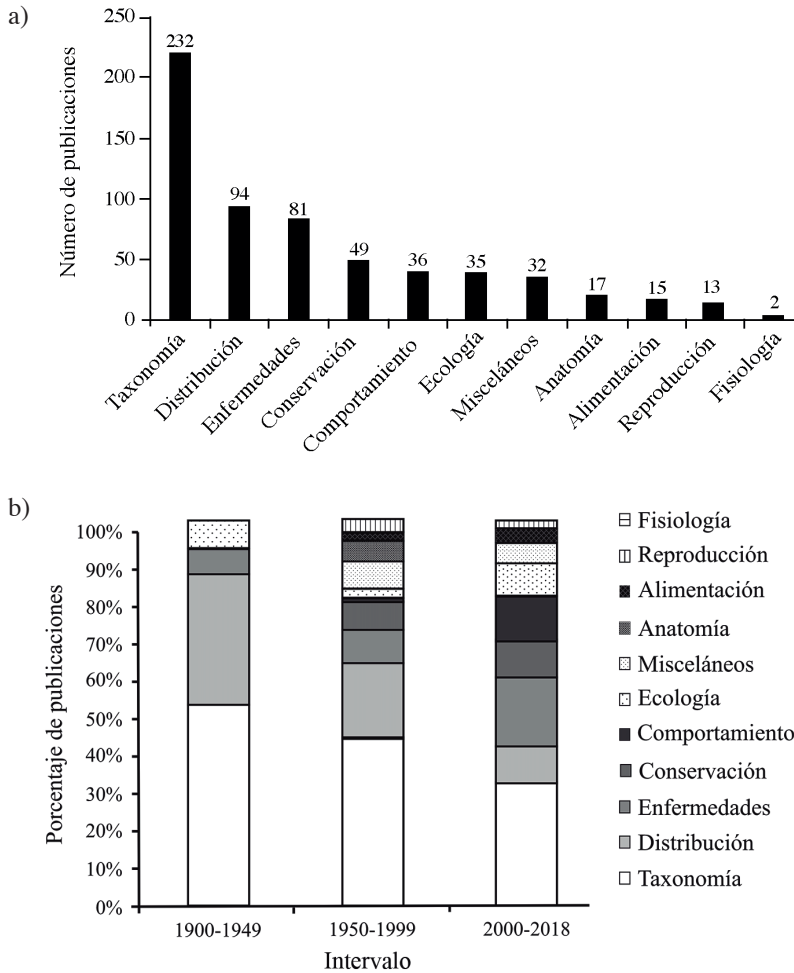 a)
Número de publicaciones
250
200
150
100
50
0
232
94
81
49
36
35
32
17
15
13
2
Taxonomía
Distribución
Enfermedades
Conservación
Comportamiento
Ecología
Misceláneos
Anatomía
Alimentación
Reproducción
Fisiología
b)
Porcentaje de publicaciones
100%
90%
80%
70%
60%
50%
40%
30%
20%
10%
0%
1900-1949
1950-1999
2000-2018
Intervalo
Fisiología
Reproducción
Alimentación
Anatomía
Misceláneos
Ecología
Comportamiento
Conservación
Enfermedades
Distribución
Taxonomía